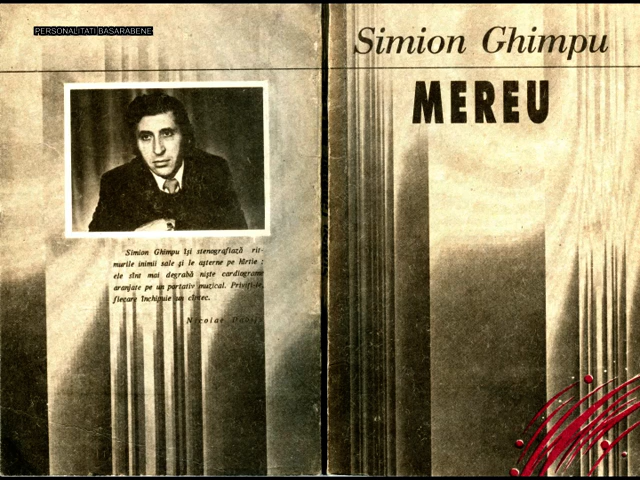 PERSONALITATI BASARABENE
Simion Ghimpu își stenografiază rit-
murile inimii sale și le așterne pe hîrtie ;
ele sînt mai degrabă niște cardiograme
aranjate pe un portativ muzical. Priviți-le,
fiecare închipuie un cîntec.
Nicolae
Simion Ghimpu
MEREU